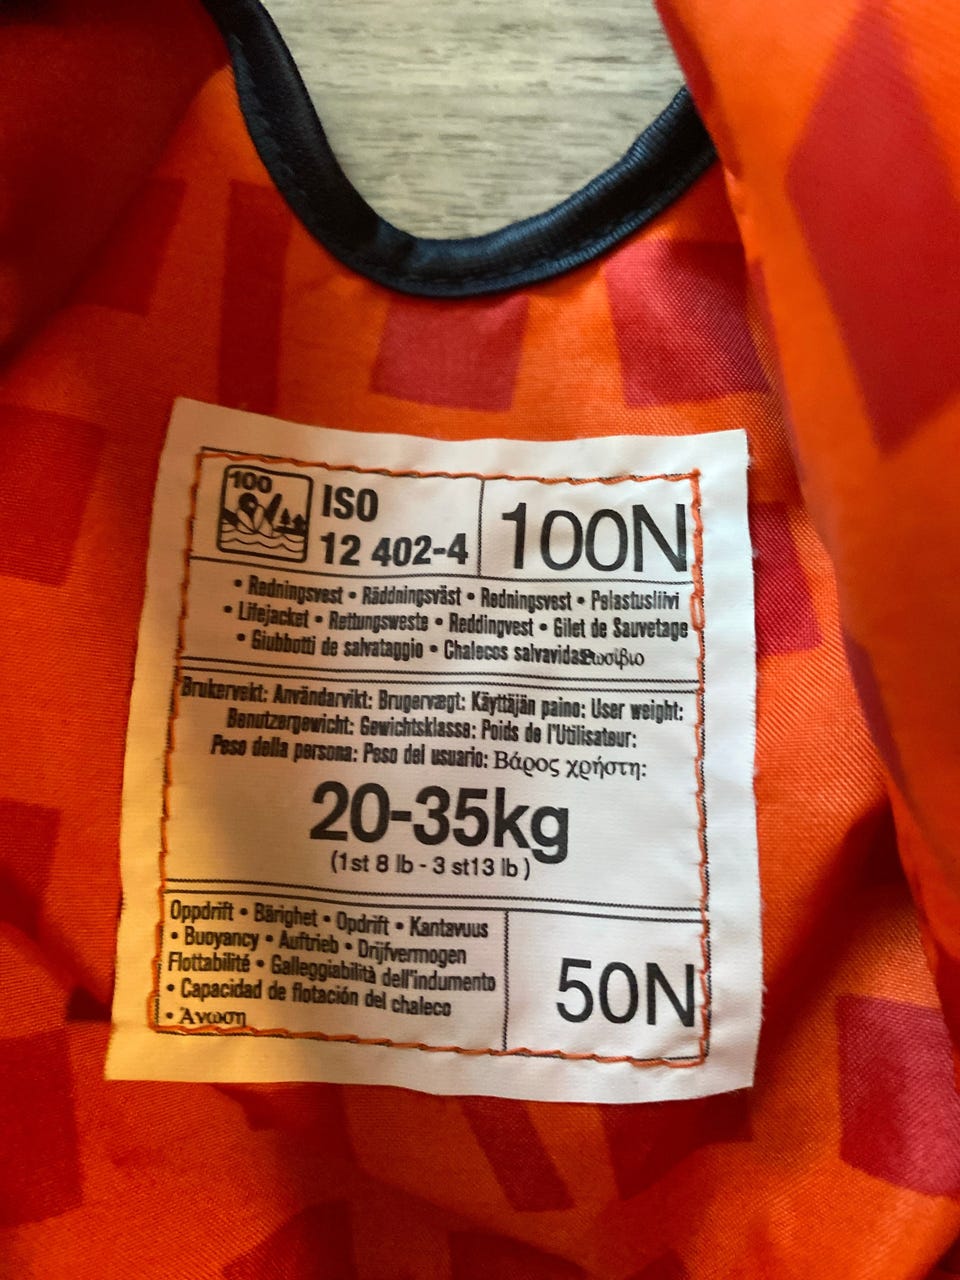 100
ISO
12 402-4
100N
• Redningsvest • Räddningsväst • Redningsvest • Pelastusliivi
• Lifejacket • Rettungsweste • Reddingvest • Gilet de Sauvetage
• Giubbotti de salvataggio • Chalecos salvavidas Σωσίβιο
Brukervekt: Användarvikt: Brugervægt: Käyttäjän paino: User weight:
Benutzergewicht: Gewichtsklasse: Poids de l'Utilisateur:
Peso della persona: Peso del usuario: Βάρος χρήστη:
20-35kg
(1st 8 lb - 3 st13 lb )
Oppdrift • Bärighet • Opdrift • Kantavuus
• Buoyancy • Auftrieb • Drijfvermogen
Flottabilité • Galleggiabilità dell'indumento
• Capacidad de flotación del chaleco
• Άνωση
50N